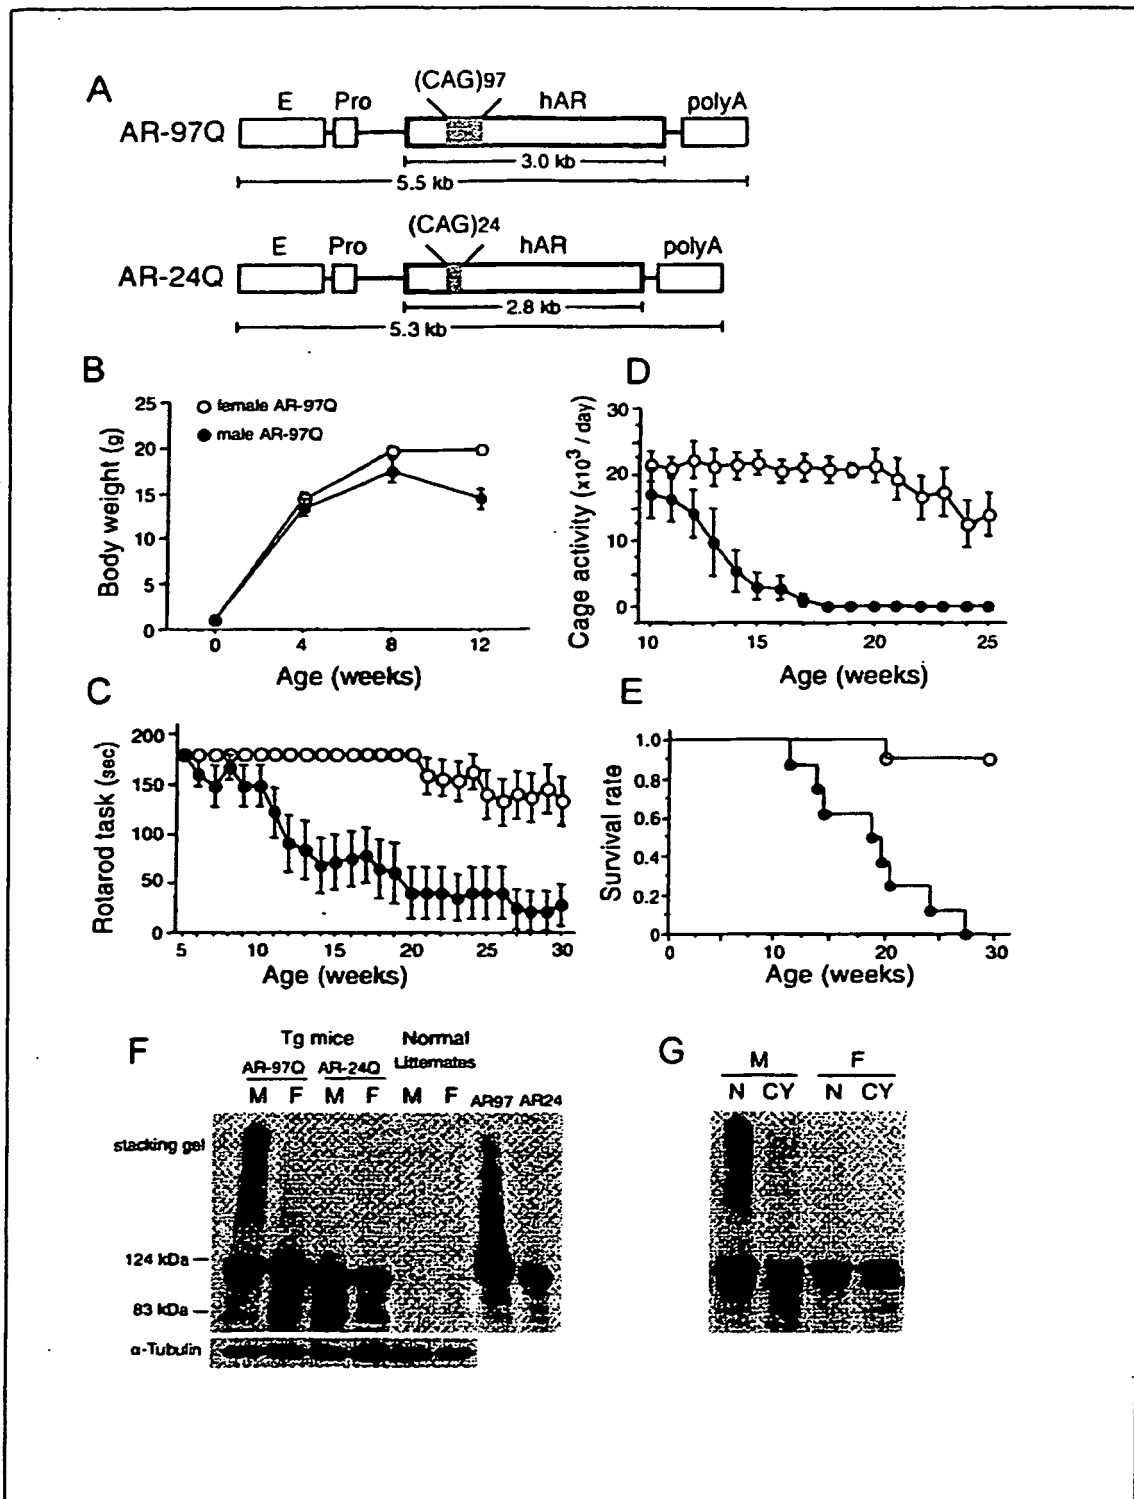 A
(CAG)97
E Pro hAR polyA
AR-97Q
3.0 kb
5.5 kb
(CAG)24
E Pro hAR polyA
AR-24Q
2.8 kb
5.3 kb
B
25
20
15
10
5
0
Body weight (g)
female AR-97Q
male AR-97Q
0 4 8 12
Age (weeks)
D
30
20
10
0
Cage activity (x10³ / day)
10 15 20 25
Age (weeks)
C
200
150
100
50
0
Rotarod task (sec)
5 10 15 20 25 30
Age (weeks)
E
1.0
0.8
0.6
0.4
0.2
0
Survival rate
0 10 20 30
Age (weeks)
F
Tg mice Normal
AR-97Q AR-24Q Litternates
M F M F M F AR97 AR24
stacking gel
124 kDa
83 kDa
α-Tubulin
G
M F
N CY N CY